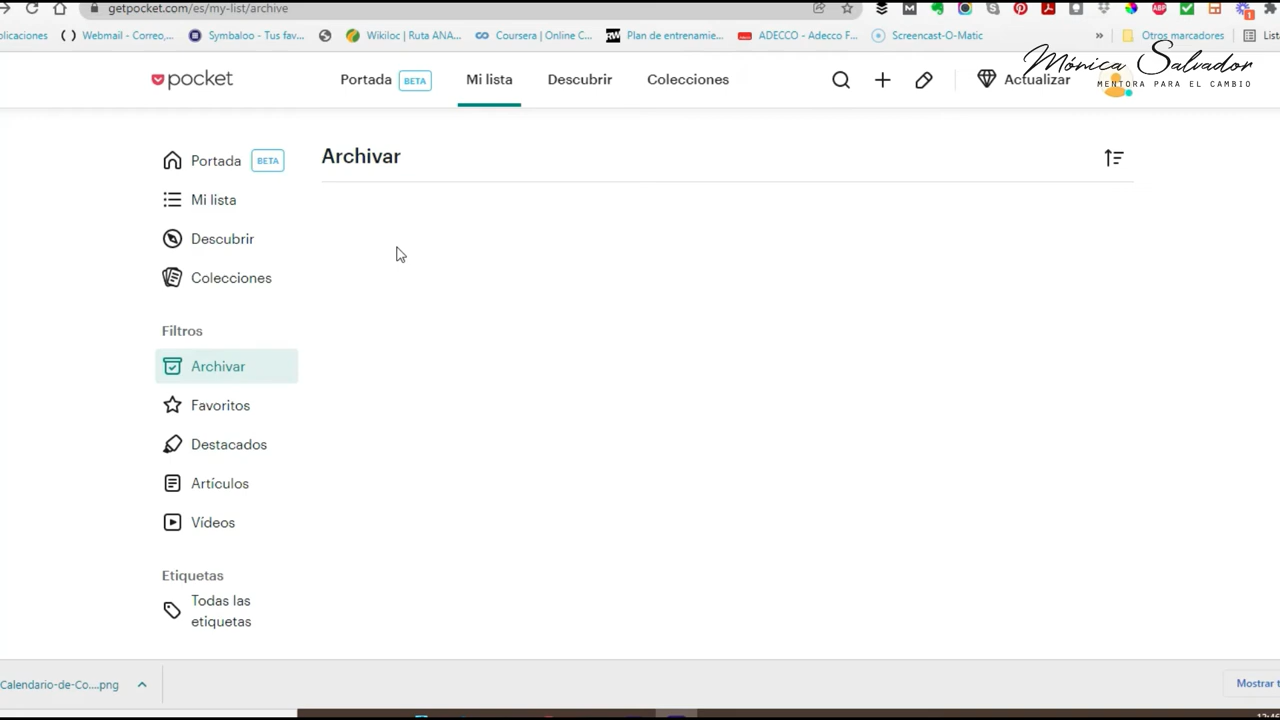 getpocket.com/es/my-list/archive
plicaciones
Webmail - Correo,...
Symbaloo - Tus fav...
Wikiloc | Ruta ANA...
Coursera | Online C...
Plan de entrenamie...
ADECCO - Adecco F...
Screencast-O-Matic
»
Otros marcadores
List
Mónica Salvador
MENTORA PARA EL CAMBIO
pocket
Portada BETA
Mi lista
Descubrir
Colecciones
Actualizar
Portada BETA
Mi lista
Descubrir
Colecciones
Filtros
Archivar
Favoritos
Destacados
Artículos
Vídeos
Etiquetas
Todas las
etiquetas
Archivar
Calendario-de-Co....png
Mostrar t